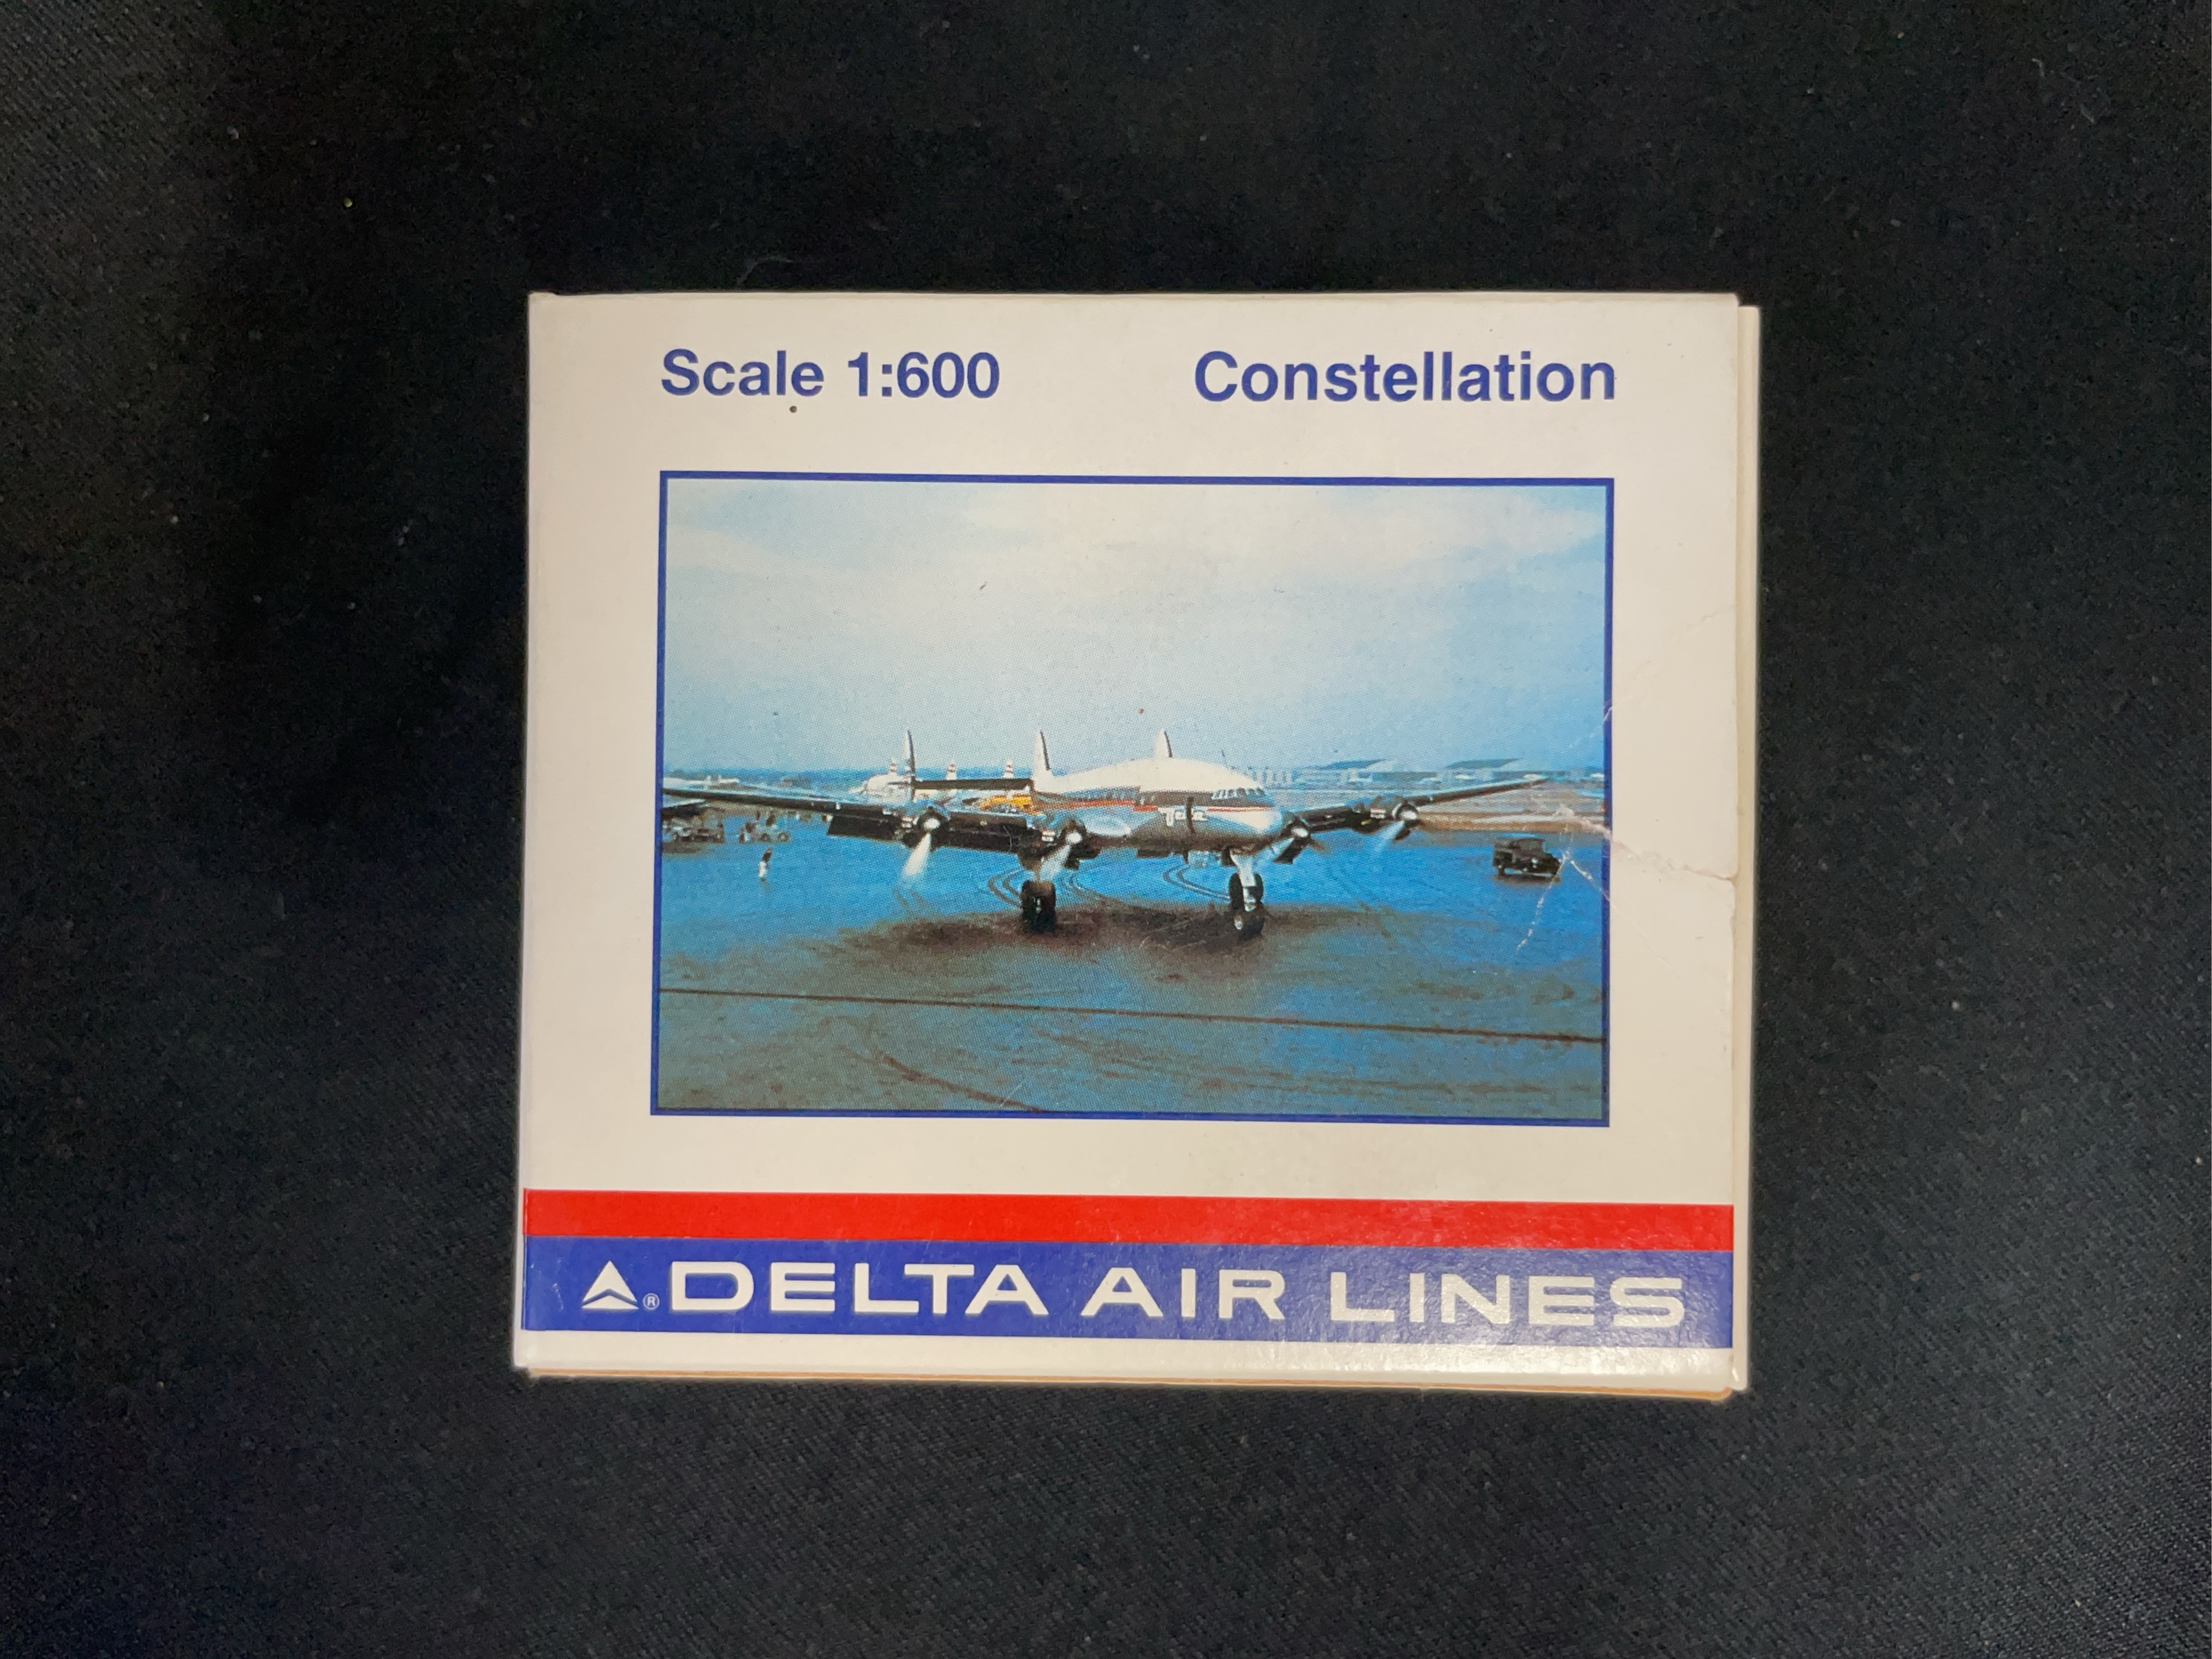 Scale 1:600 Constellation
® DELTA AIR LINES